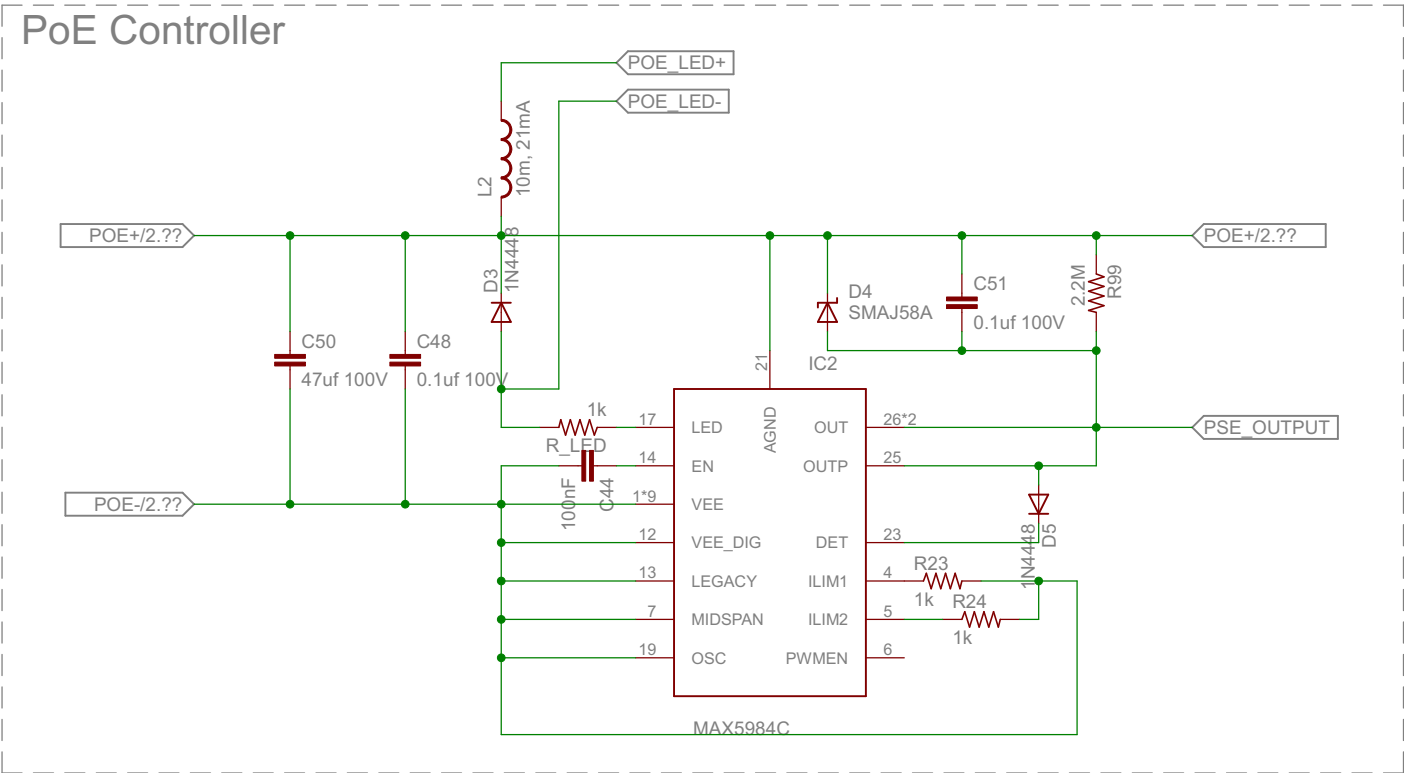 PoE Controller
POE_LED+
POE_LED-
10m, 21mA
L2
POE+/2.??
POE+/2.??
1N4448
D3
D4
SMAJ58A
C51
0.1uf 100V
2.2M
R99
C50
47uf 100V
C48
0.1uf 100V
21
IC2
1k
R_LED
17
LED
AGND
OUT
26*2
PSE_OUTPUT
14
EN
OUTP
25
100nF
C44
POE-/2.??
1*9
VEE
12
VEE_DIG
DET
23
1N4448
D5
13
LEGACY
ILIM1
4
R23
1k
7
MIDSPAN
ILIM2
5
R24
1k
19
OSC
PWMEN
6
MAX5984C